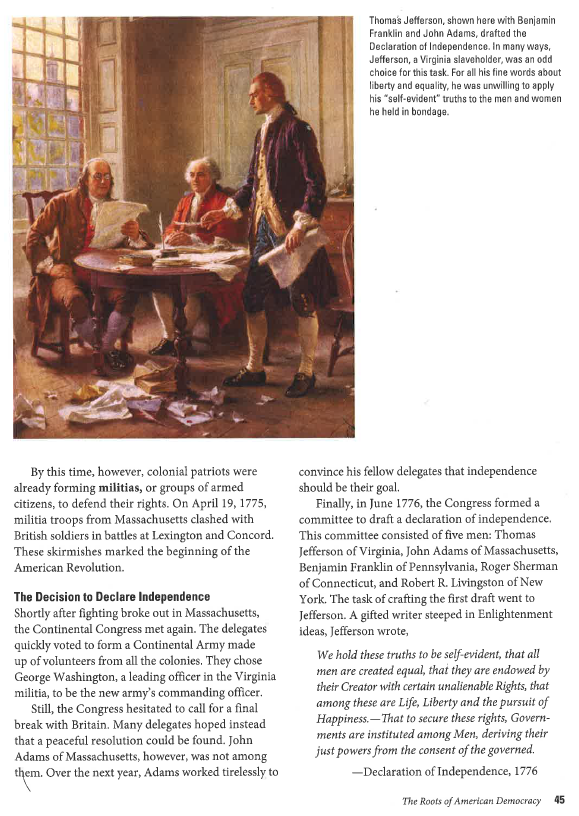 Thomas Jefferson, shown here with Benjamin
Franklin and John Adams, drafted the
Declaration of Independence. In many ways,
Jefferson, a Virginia slaveholder, was an odd
choice for this task. For all his fine words about
liberty and equality, he was unwilling to apply
his "self-evident" truths to the men and women
he held in bondage.
By this time, however, colonial patriots were
already forming militias, or groups of armed
citizens, to defend their rights. On April 19, 1775,
militia troops from Massachusetts clashed with
British soldiers in battles at Lexington and Concord.
These skirmishes marked the beginning of the
American Revolution.
The Decision to Declare Independence
Shortly after fighting broke out in Massachusetts,
the Continental Congress met again. The delegates
quickly voted to form a Continental Army made
up of volunteers from all the colonies. They chose
George Washington, a leading officer in the Virginia
militia, to be the new army's commanding officer.
Still, the Congress hesitated to call for a final
break with Britain. Many delegates hoped instead
that a peaceful resolution could be found. John
Adams of Massachusetts, however, was not among
them. Over the next year, Adams worked tirelessly to
convince his fellow delegates that independence
should be their goal.
Finally, in June 1776, the Congress formed a
committee to draft a declaration of independence.
This committee consisted of five men: Thomas
Jefferson of Virginia, John Adams of Massachusetts,
Benjamin Franklin of Pennsylvania, Roger Sherman
of Connecticut, and Robert R. Livingston of New
York. The task of crafting the first draft went to
Jefferson. A gifted writer steeped in Enlightenment
ideas, Jefferson wrote,
We hold these truths to be self-evident, that all
men are created equal, that they are endowed by
their Creator with certain unalienable Rights, that
among these are Life, Liberty and the pursuit of
Happiness.—That to secure these rights, Govern-
ments are instituted among Men, deriving their
just powers from the consent of the governed.
—Declaration of Independence, 1776
The Roots of American Democracy 45